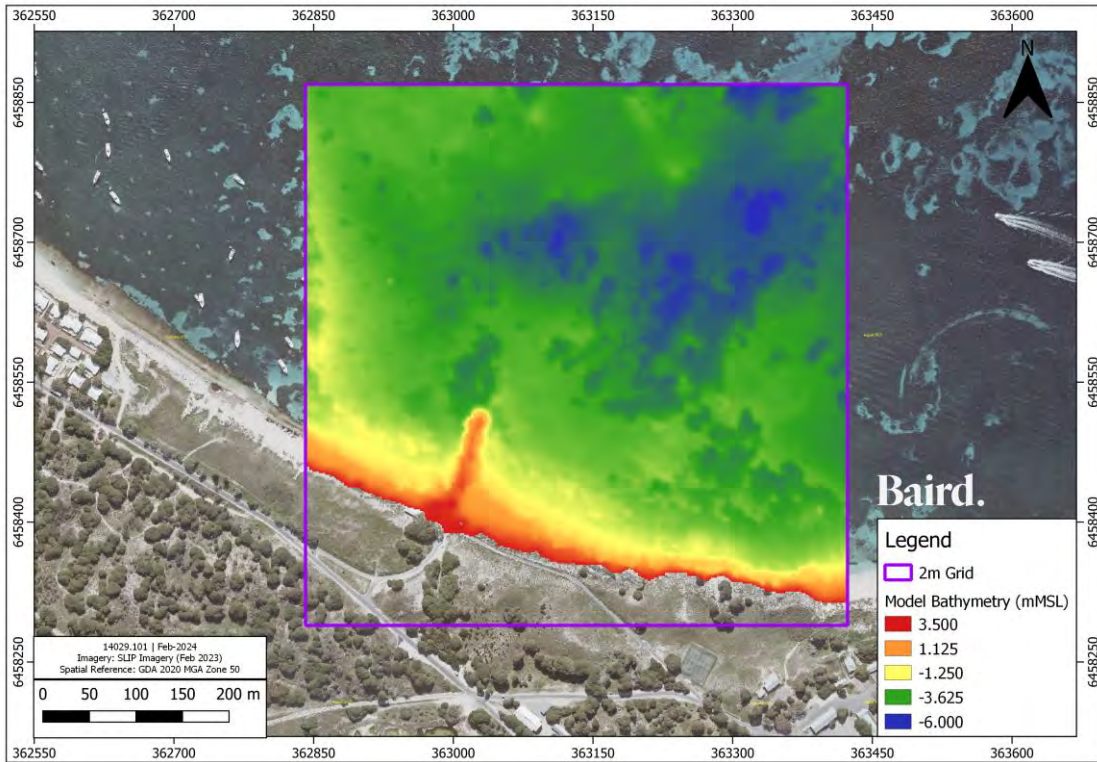 362550 362700 362850 363000 363150 363300 363450 363600
6458850 6458850
N
6458700 6458700
6458550 6458550
6458400 6458400
Baird.
Legend
2m Grid
Model Bathymetry (mMSL)
3.500
1.125
-1.250
-3.625
-6.000
6458250 6458250
14029.101 | Feb-2024
Imagery: SLIP Imagery (Feb 2023)
Spatial Reference: GDA 2020 MGA Zone 50
0 50 100 150 200 m
362550 362700 362850 363000 363150 363300 363450 363600